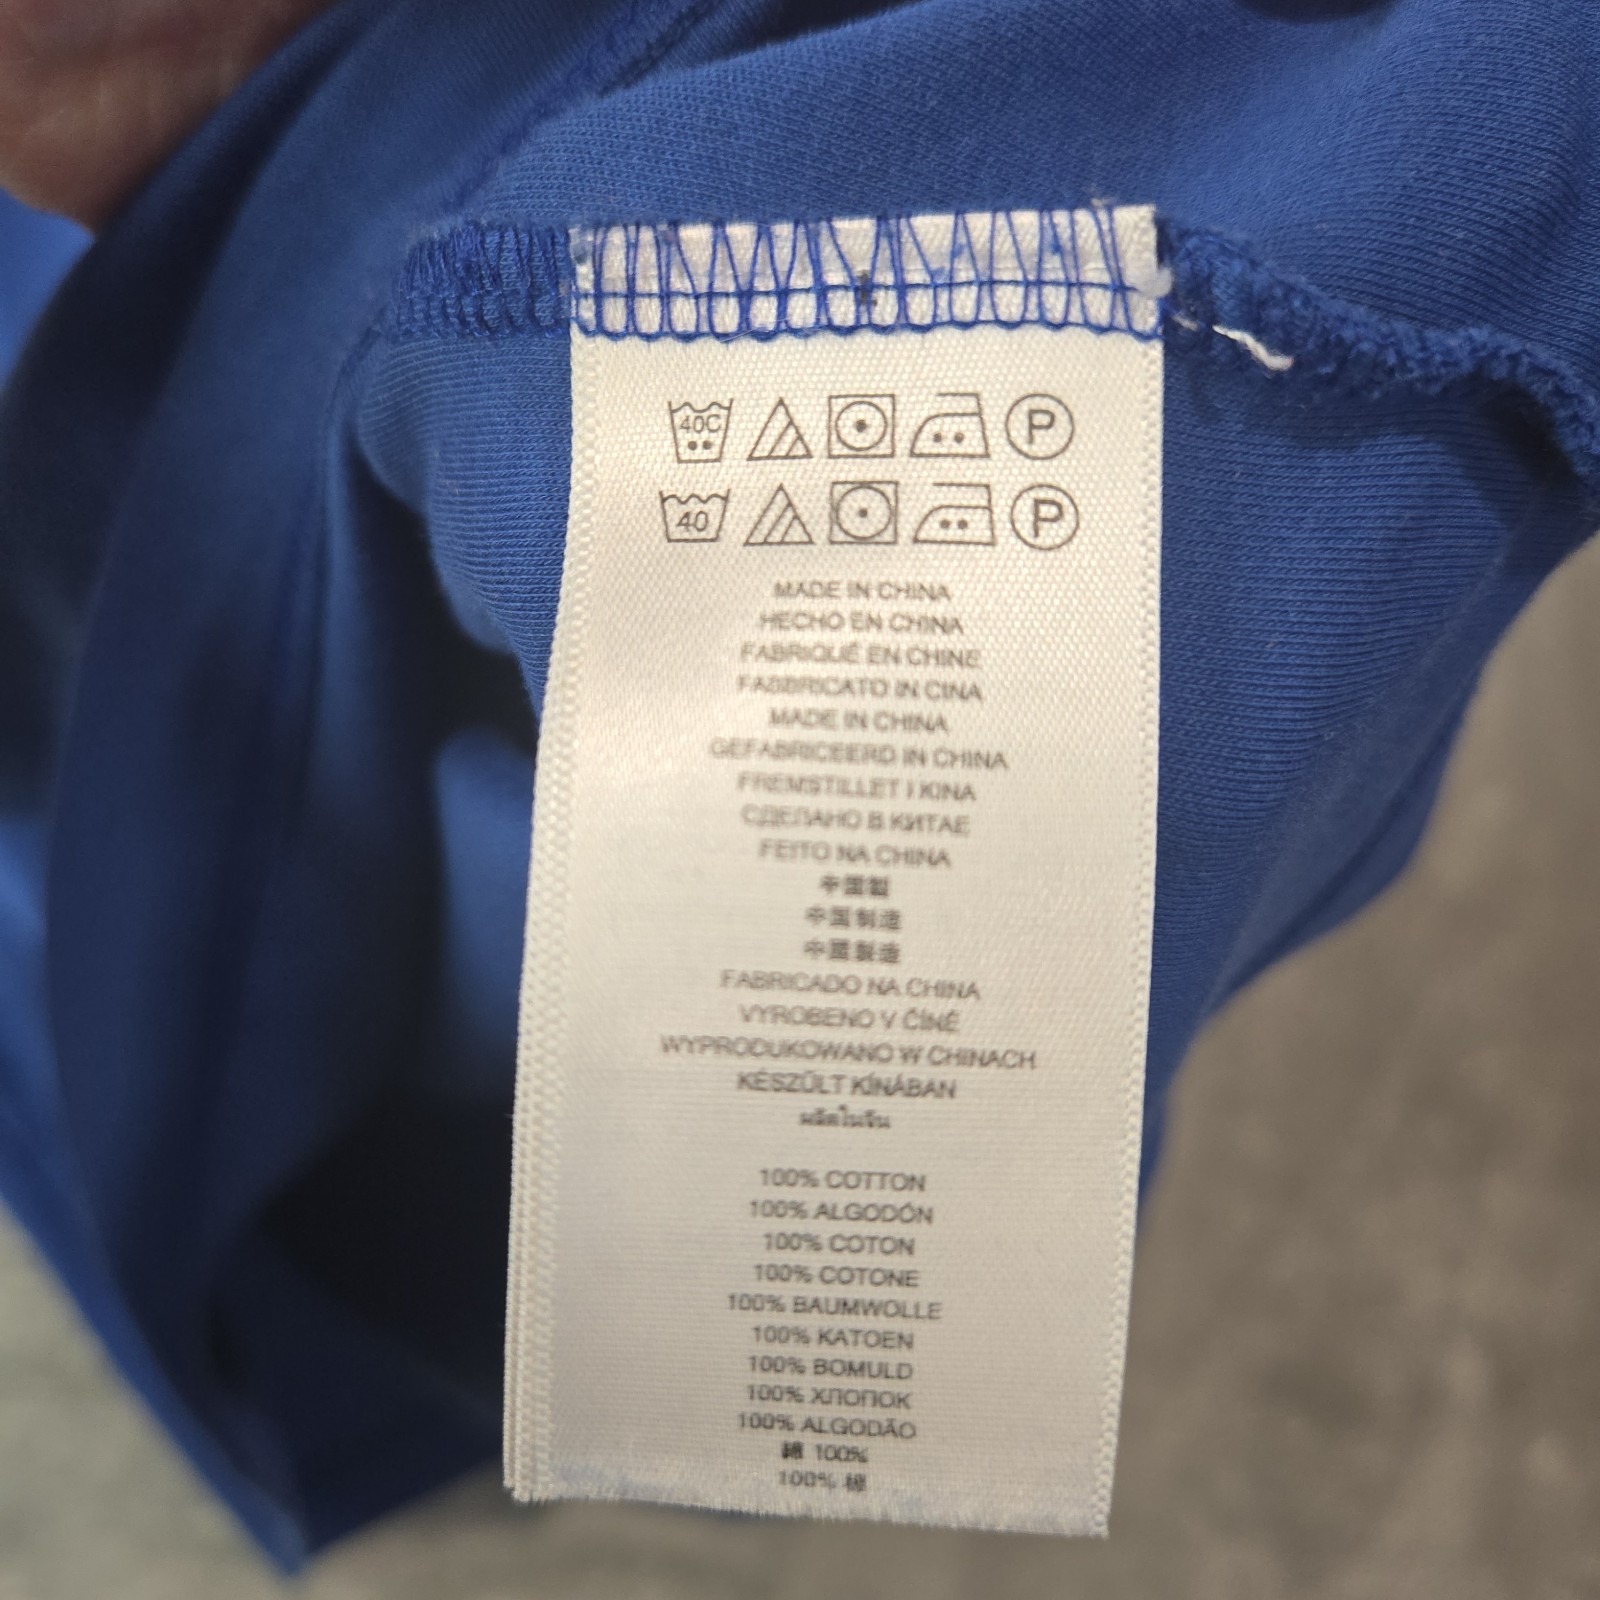 40C P
40 P
MADE IN CHINA
HECHO EN CHINA
FABRIQUÉ EN CHINE
FABBRICATO IN CINA
MADE IN CHINA
GEFABRICEERD IN CHINA
FREMSTILLET I KINA
СДЕЛАНО В КИТАЕ
FEITO NA CHINA
中国製
中国制造
中國製造
FABRICADO NA CHINA
VYROBENO V ČÍNĚ
WYPRODUKOWANO W CHINACH
KÉSZÜLT KÍNÁBAN
ผลิตในจีน
100% COTTON
100% ALGODÓN
100% COTON
100% COTONE
100% BAUMWOLLE
100% KATOEN
100% BOMULD
100% ХЛОПОК
100% ALGODÃO
綿 100%
100% 棉